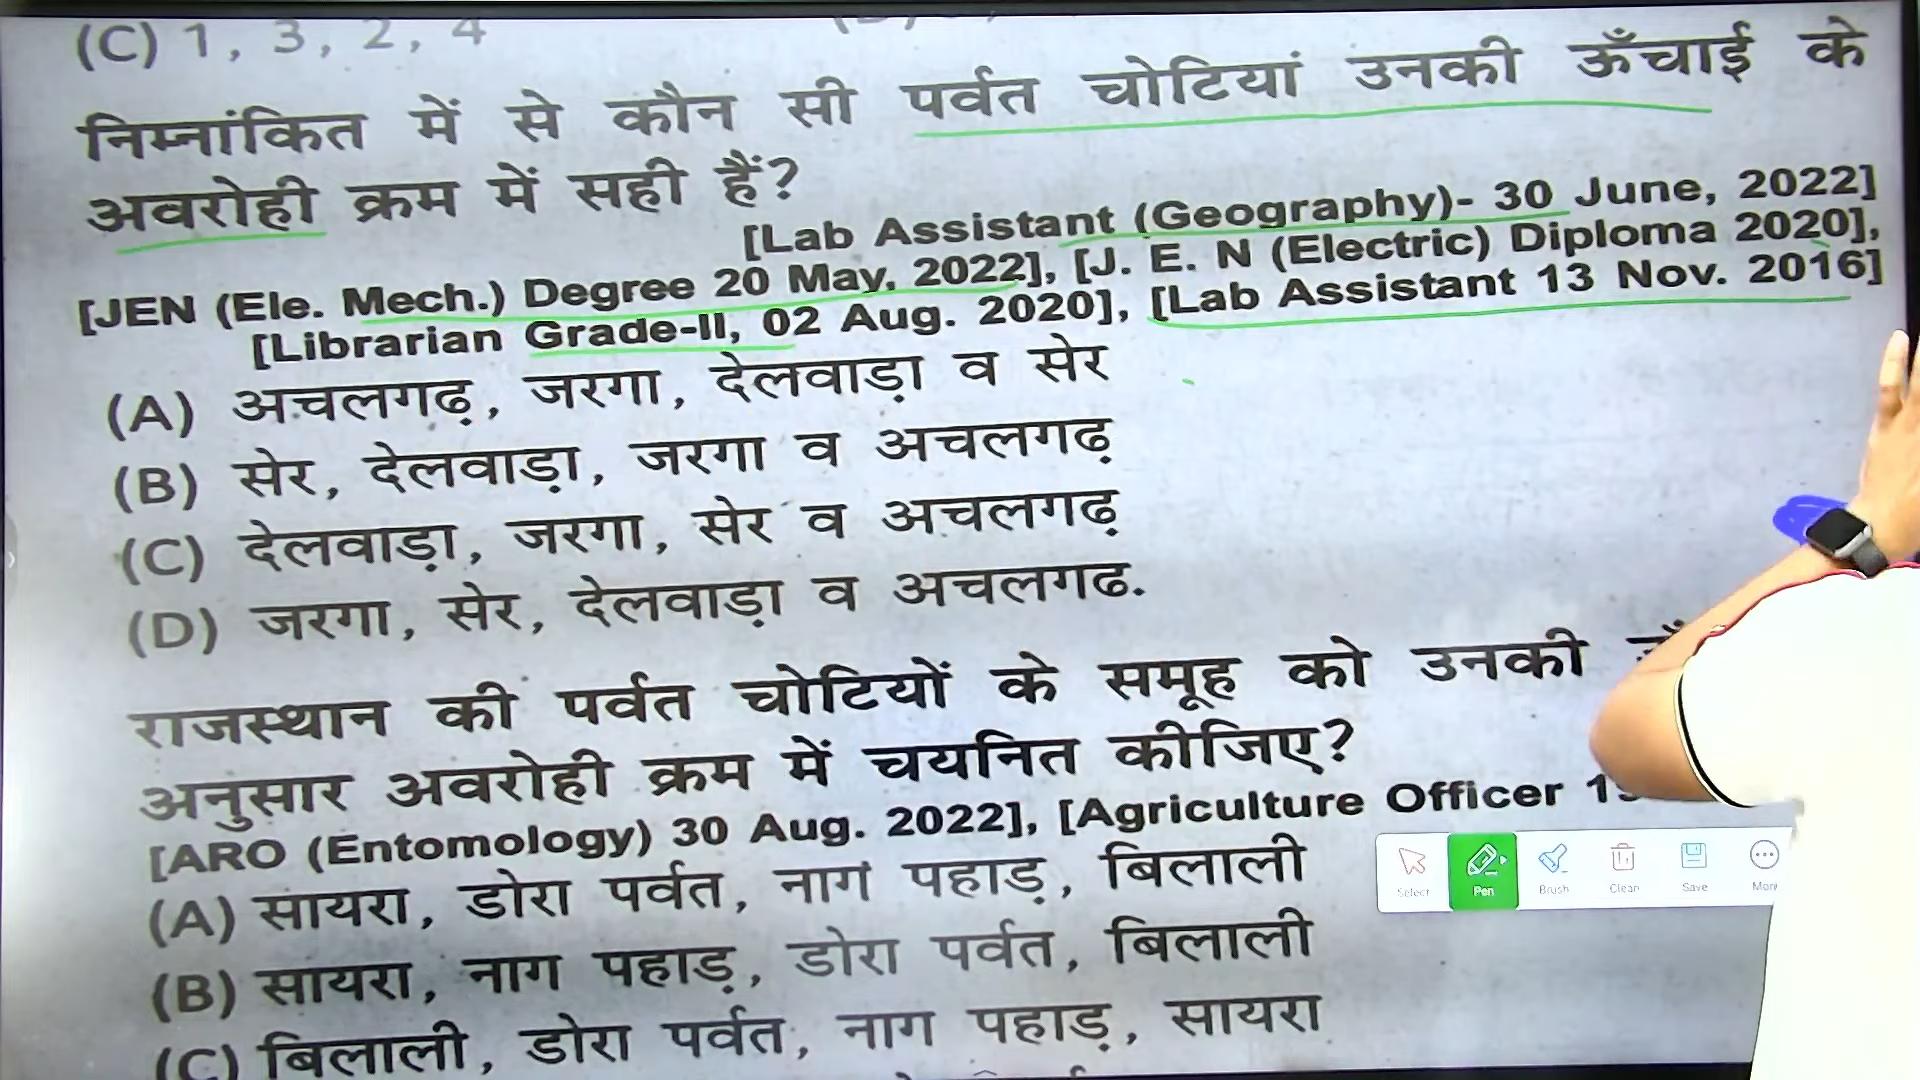 (C) 1, 3, 2, 4
निम्नांकित में से कौन सी पर्वत चोटियां उनकी ऊँचाई के
अवरोही क्रम में सही हैं?
[Lab Assistant (Geography)- 30 June, 2022]
[JEN (Ele. Mech.) Degree 20 May, 2022], [J. E. N (Electric) Diploma 2020],
[Librarian Grade-II, 02 Aug. 2020], [Lab Assistant 13 Nov. 2016]
(A) अचलगढ़, जरगा, देलवाड़ा व सेर
(B) सेर, देलवाड़ा, जरगा व अचलगढ़
(C) देलवाड़ा, जरगा, सेर व अचलगढ़
(D) जरगा, सेर, देलवाड़ा व अचलगढ.
राजस्थान की पर्वत चोटियों के समूह को उनकी
अनुसार अवरोही क्रम में चयनित कीजिए?
[ARO (Entomology) 30 Aug. 2022], [Agriculture Officer
(A) सायरा, डोरा पर्वत, नाग पहाड़, बिलाली
(B) सायरा, नाग पहाड़, डोरा पर्वत, बिलाली
(C) बिलाली, डोरा पर्वत, नाग पहाड़, सायरा
Select Pen Brush Clean Save